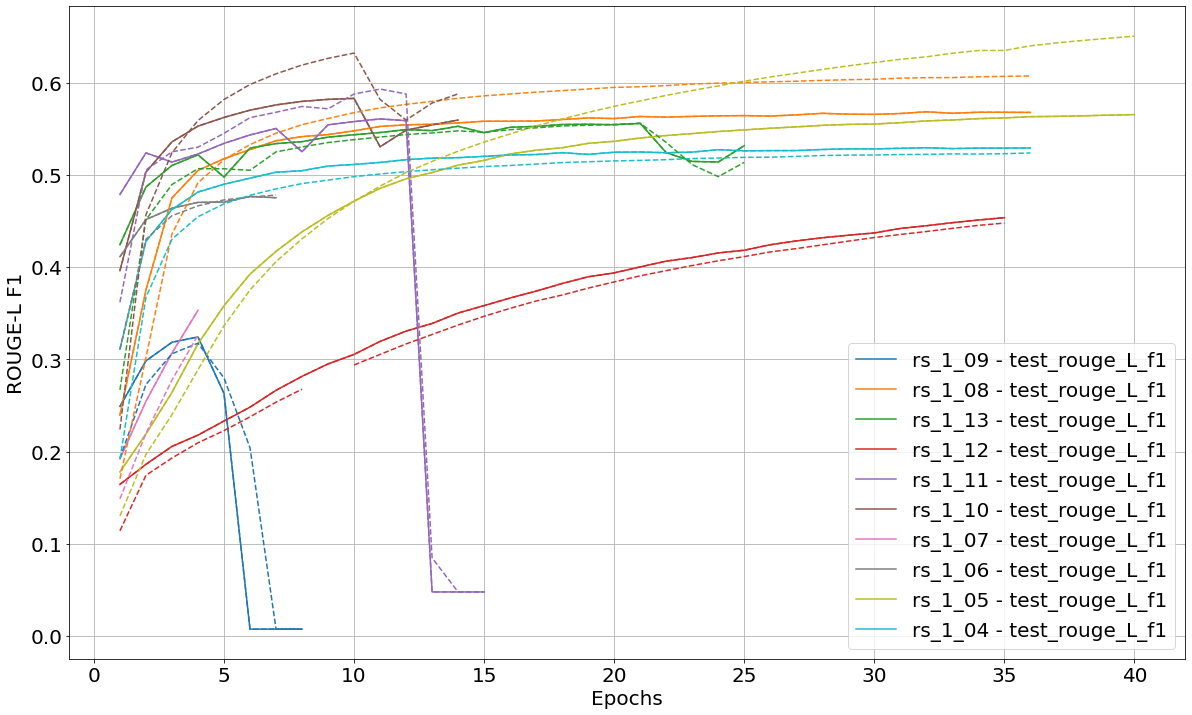 ROUGE-L F1
0.6
0.5
0.4
0.3
0.2
0.1
0.0
rs_1_09 - test_rouge_L_f1
rs_1_08 - test_rouge_L_f1
rs_1_13 - test_rouge_L_f1
rs_1_12 - test_rouge_L_f1
rs_1_11 - test_rouge_L_f1
rs_1_10 - test_rouge_L_f1
rs_1_07 - test_rouge_L_f1
rs_1_06 - test_rouge_L_f1
rs_1_05 - test_rouge_L_f1
rs_1_04 - test_rouge_L_f1
0 5 10 15 20 25 30 35 40
Epochs